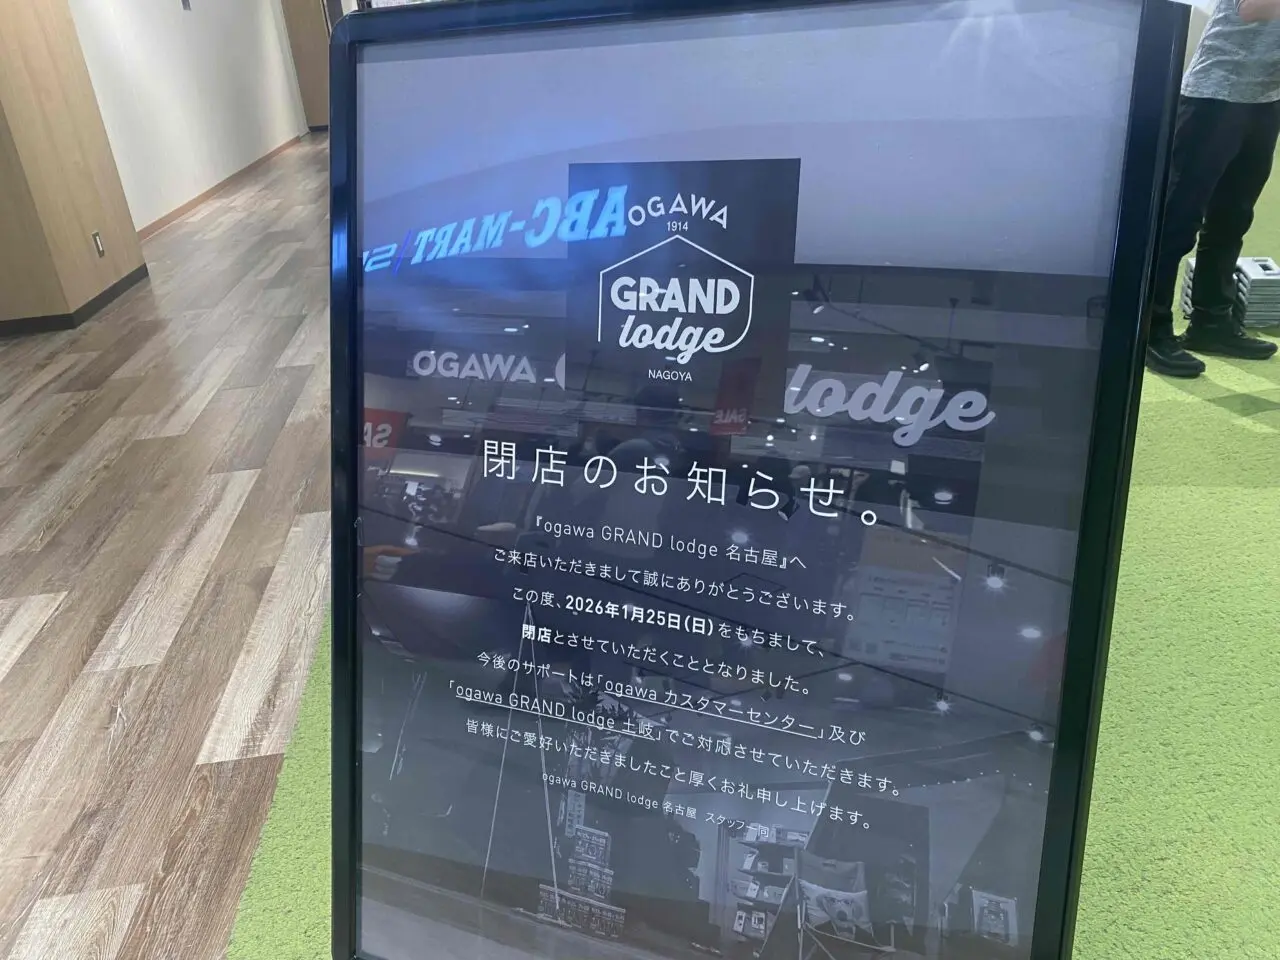 OGAWA
1914
GRAND
lodge
NAGOYA
ABC-MART
OGAWA
lodge
SALE
閉店のお知らせ。
『ogawa GRAND lodge 名古屋』へ
ご来店いただきまして誠にありがとうございます。
この度、2026年1月25日(日)をもちまして、
閉店とさせていただくこととなりました。
今後のサポートは「ogawa カスタマーセンター」及び
「ogawa GRAND lodge 土岐」でご対応させていただきます。
皆様にご愛好いただきましたこと厚くお礼申し上げます。
ogawa GRAND lodge 名古屋 スタッフ一同